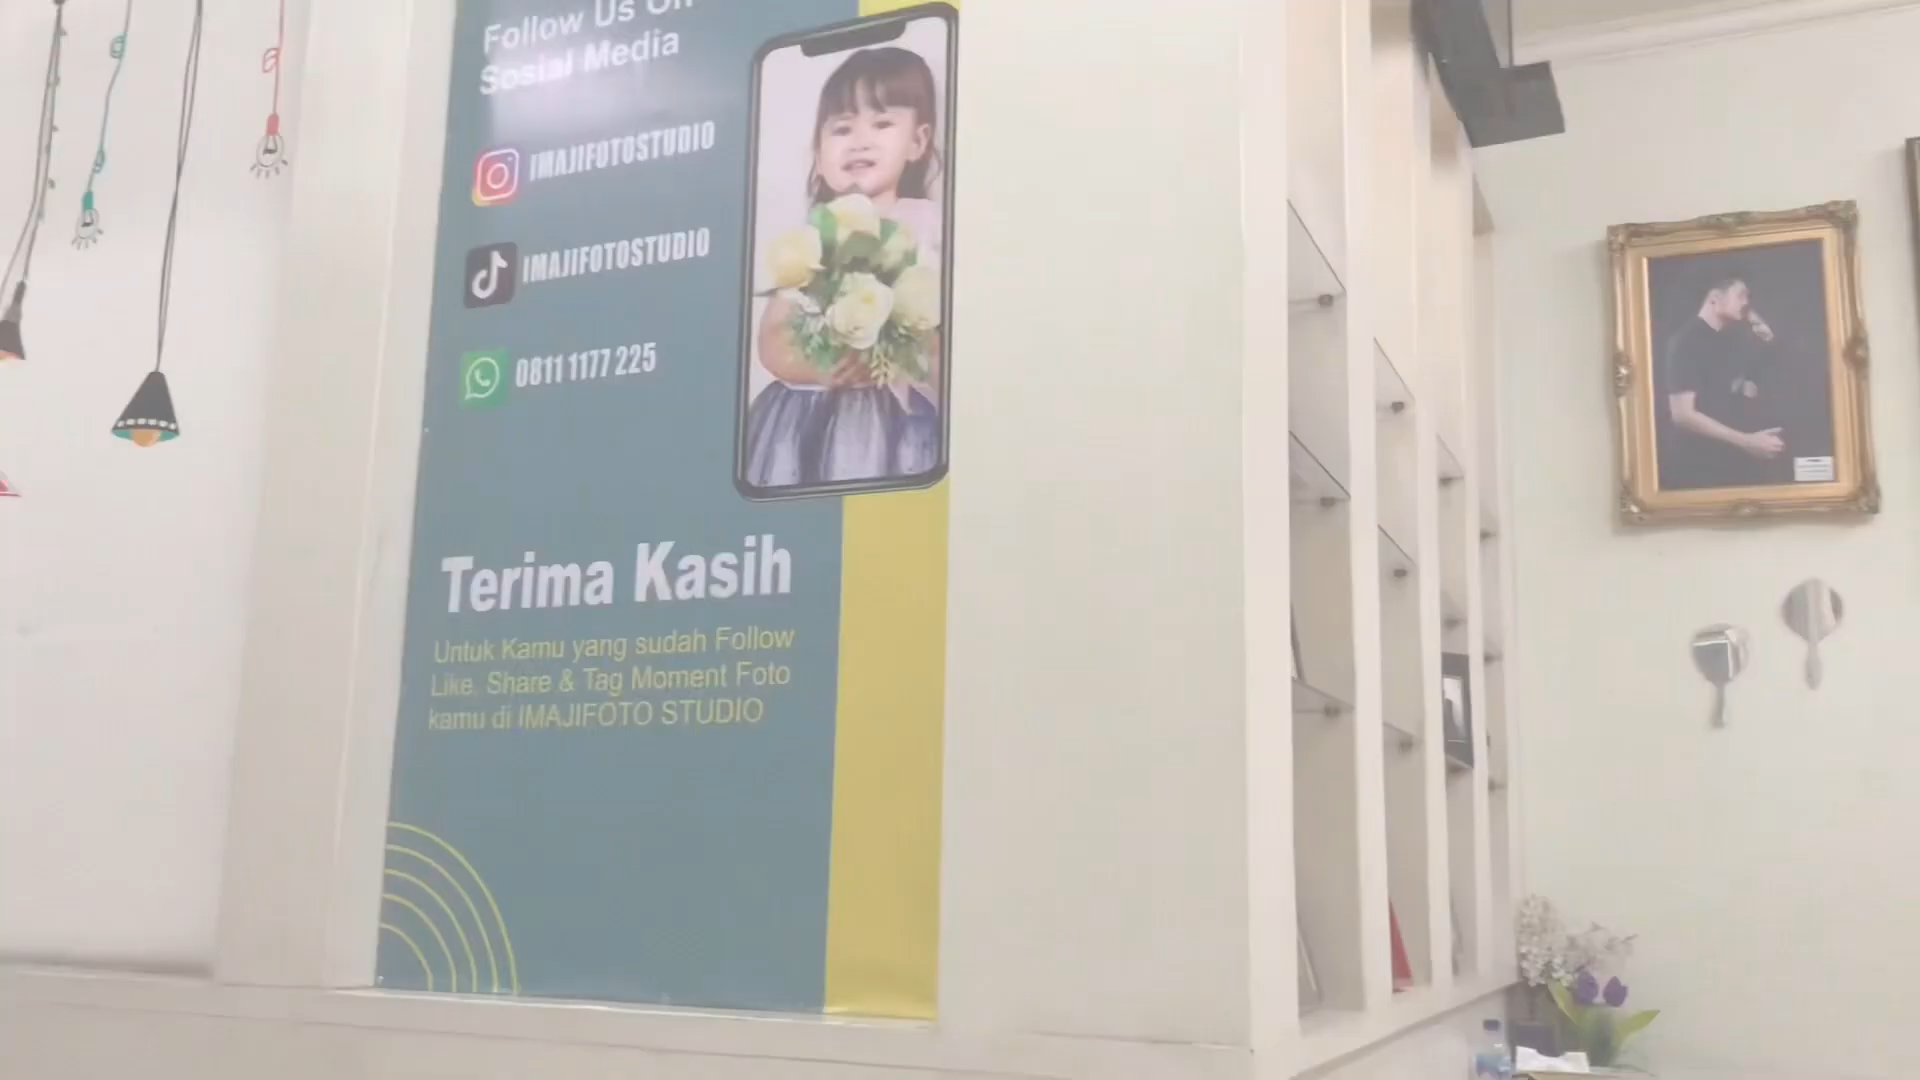 Follow Us On
Sosial Media
IMAJIFOTOSTUDIO
IMAJIFOTOSTUDIO
0811 1177 225
Terima Kasih
Untuk Kamu yang sudah Follow
Like, Share & Tag Moment Foto
kamu di IMAJIFOTO STUDIO